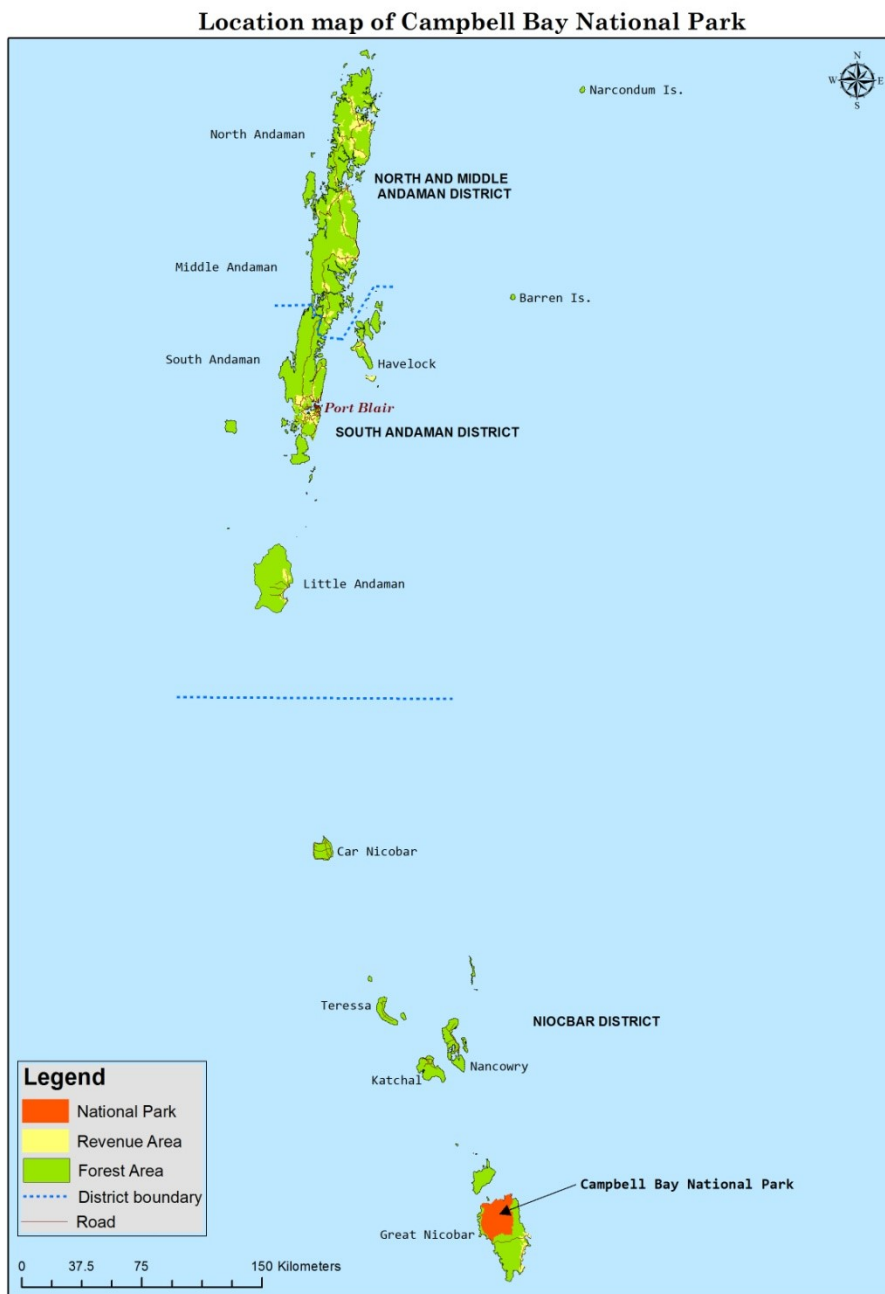 Location map of Campbell Bay National Park
N
W
E
S
Narcondum Is.
North Andaman
NORTH AND MIDDLE
ANDAMAN DISTRICT
Middle Andaman
Barren Is.
South Andaman
Havelock
Port Blair
SOUTH ANDAMAN DISTRICT
Little Andaman
Car Nicobar
Teressa
NIOCBAR DISTRICT
Nancowry
Katchal
Campbell Bay National Park
Great Nicobar
Legend
National Park
Revenue Area
Forest Area
District boundary
Road
0 37.5 75 150 Kilometers